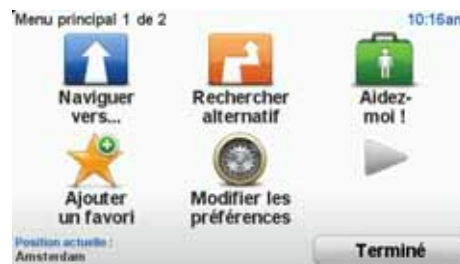 Menu principal 1 de 2
10:16am
Naviguer
vers...
Rechercher
alternatif
Aidez-
moi !
Ajouter
un favori
Modifier les
préférences
Position actuelle :
Amsterdam
Terminé